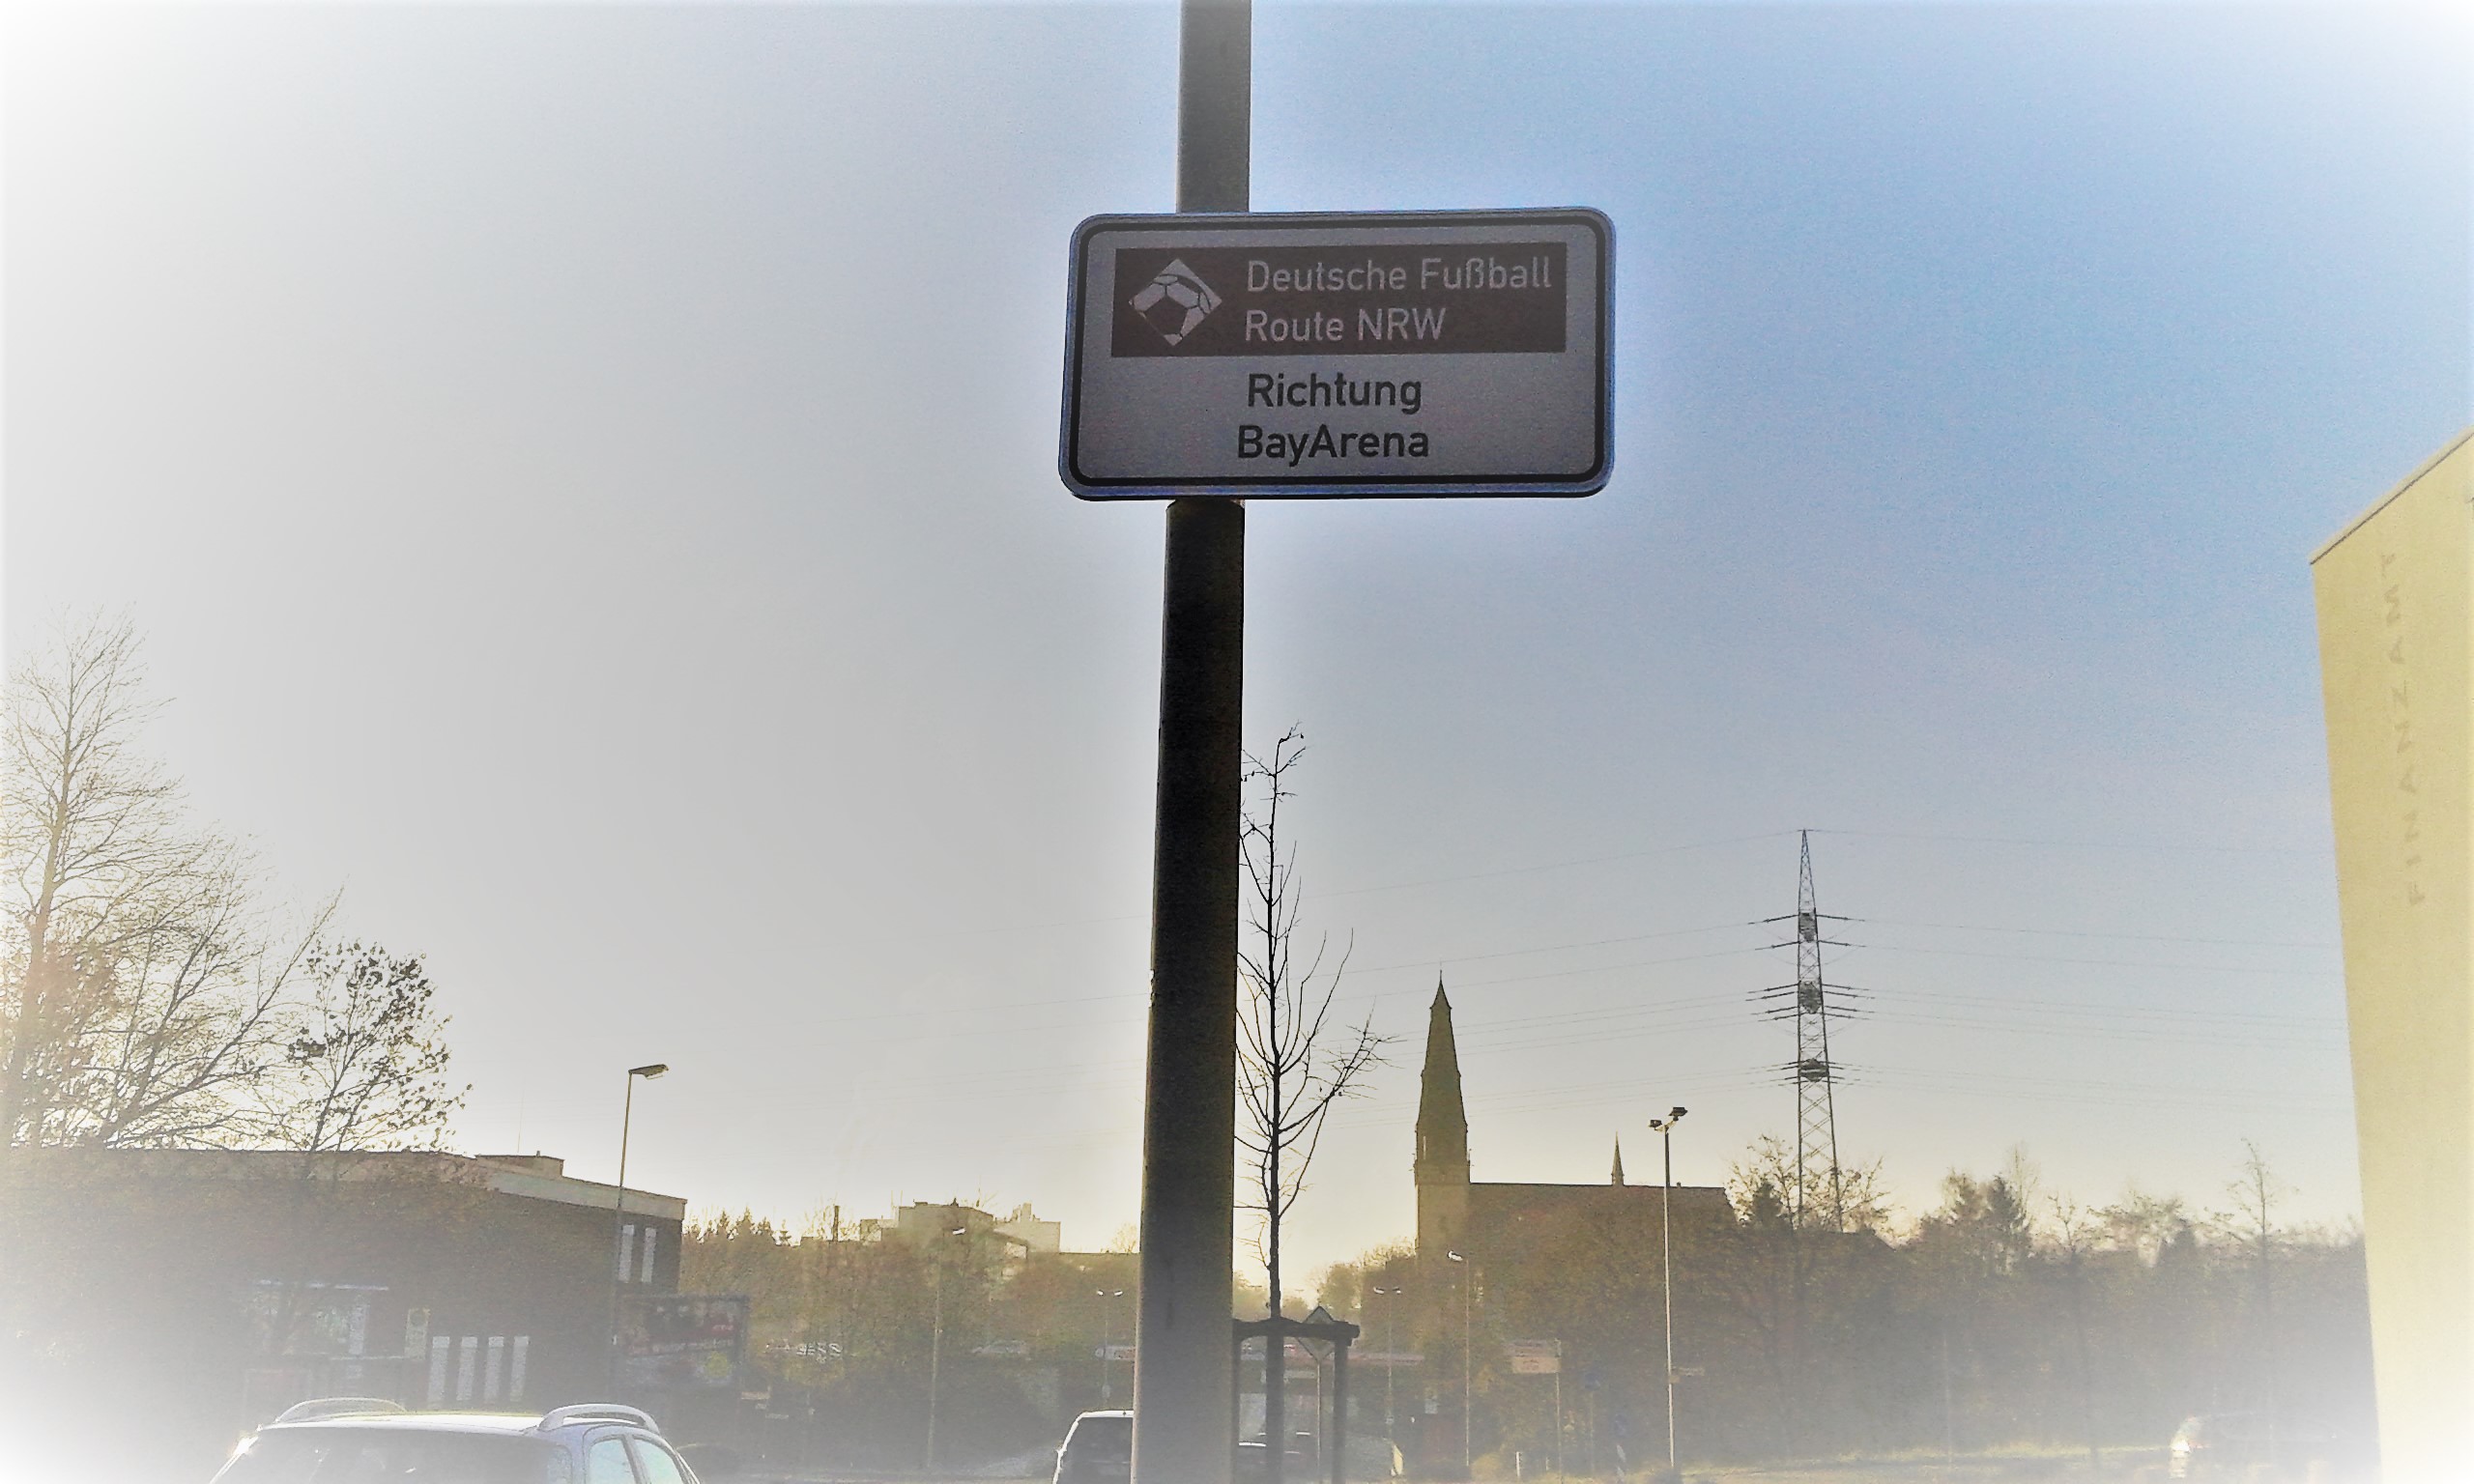 Deutsche Fußball
Route NRW
Richtung
BayArena
FINANZAMT